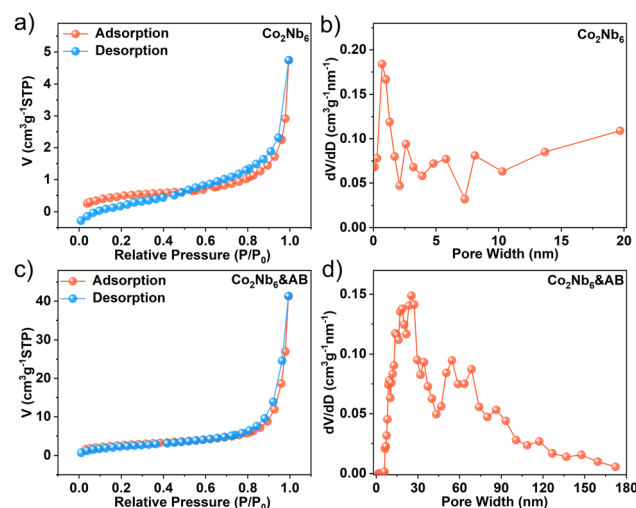 a)
Adsorption
Desorption
Co₂Nb₆
V (cm³g⁻¹STP)
5
4
3
2
1
0
0.0 0.2 0.4 0.6 0.8 1.0
Relative Pressure (P/P₀)
b)
Co₂Nb₆
dV/dD (cm³g⁻¹nm⁻¹)
0.20
0.15
0.10
0.05
0.00
0 5 10 15 20
Pore Width (nm)
c)
Adsorption
Desorption
Co₂Nb₆&AB
V (cm³g⁻¹STP)
40
30
20
10
0
0.0 0.2 0.4 0.6 0.8 1.0
Relative Pressure (P/P₀)
d)
Co₂Nb₆&AB
dV/dD (cm³g⁻¹nm⁻¹)
0.15
0.10
0.05
0.00
0 30 60 90 120 150 180
Pore Width (nm)